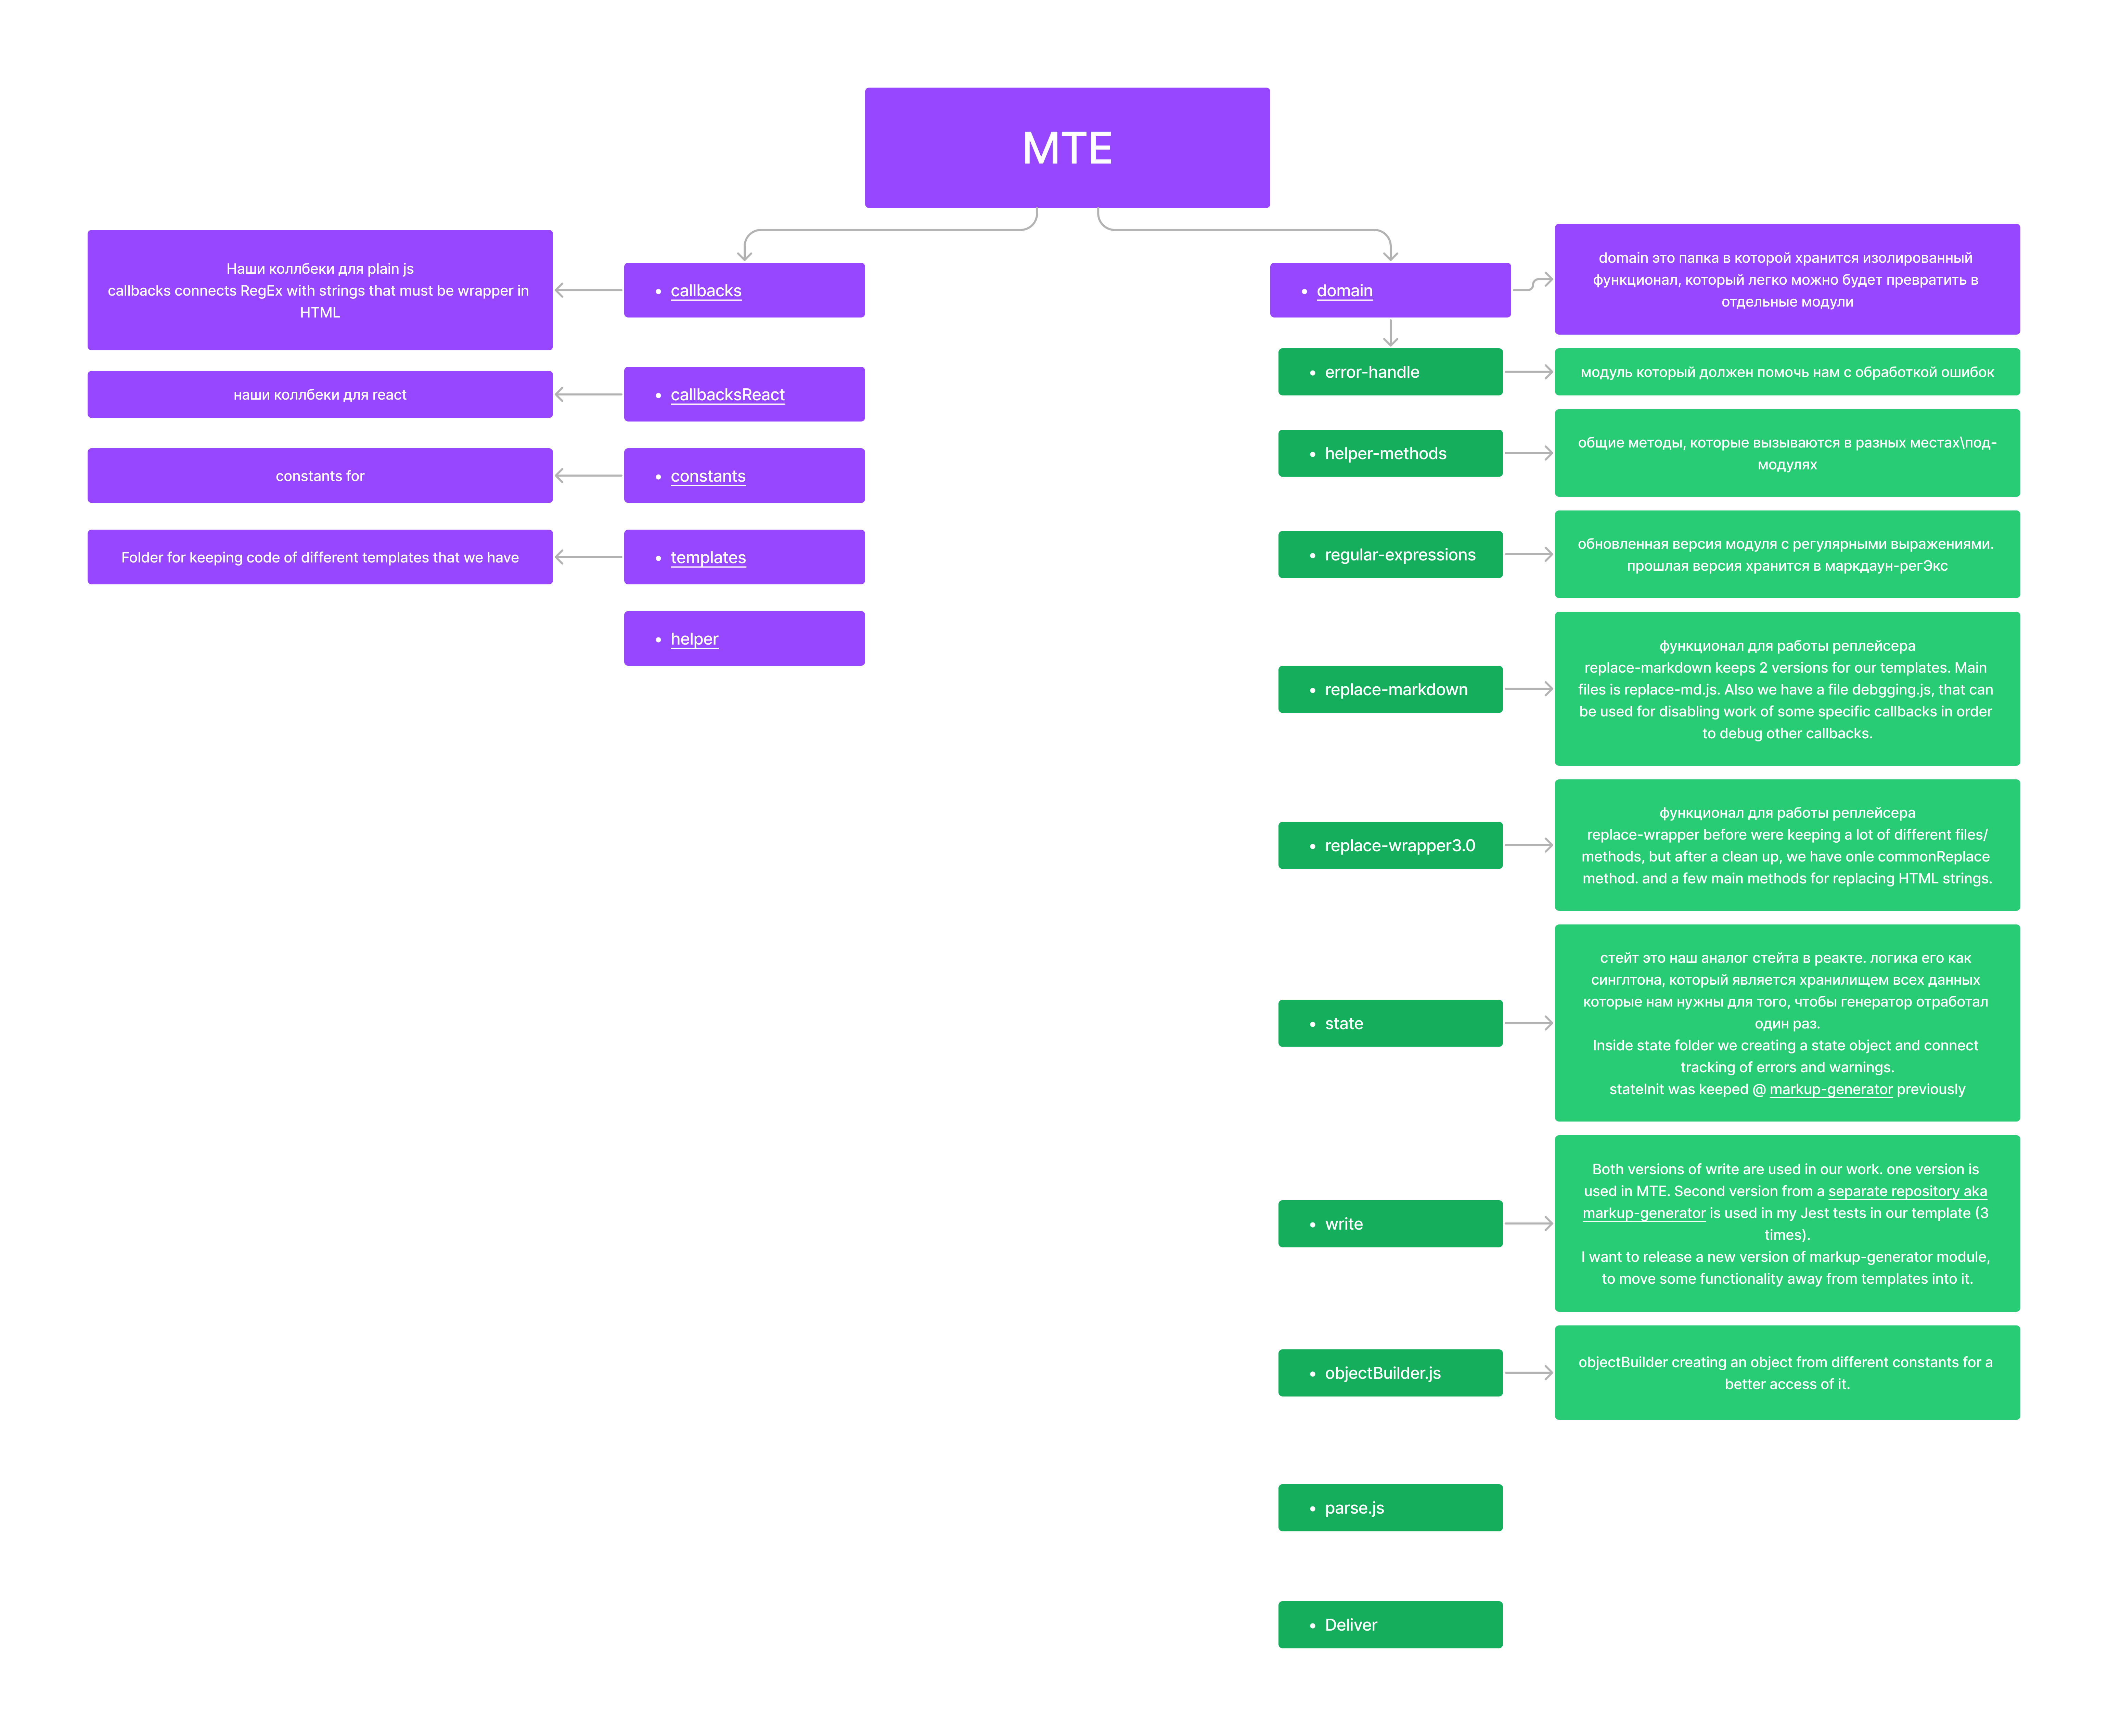 MTE
Наши коллбеки для plain js
callbacks connects RegEx with strings that must be wrapper in
HTML
• callbacks
наши коллбеки для react
• callbacksReact
constants for
• constants
Folder for keeping code of different templates that we have
• templates
• helper
• domain
domain это папка в которой хранится изолированный
функционал, который легко можно будет превратить в
отдельные модули
• error-handle
модуль который должен помочь нам с обработкой ошибок
• helper-methods
общие методы, которые вызываются в разных местах\под-
модулях
• regular-expressions
обновленная версия модуля с регулярными выражениями.
прошлая версия хранится в маркдаун-регЭкс
• replace-markdown
функционал для работы реплейсера
replace-markdown keeps 2 versions for our templates. Main
files is replace-md.js. Also we have a file debgging.js, that can
be used for disabling work of some specific callbacks in order
to debug other callbacks.
• replace-wrapper3.0
функционал для работы реплейсера
replace-wrapper before were keeping a lot of different files/
methods, but after a clean up, we have onle commonReplace
method. and a few main methods for replacing HTML strings.
• state
стейт это наш аналог стейта в реакте. логика его как
синглтона, который является хранилищем всех данных
которые нам нужны для того, чтобы генератор отработал
один раз.
Inside state folder we creating a state object and connect
tracking of errors and warnings.
stateInit was keeped @ markup-generator previously
• write
Both versions of write are used in our work. one version is
used in MTE. Second version from a separate repository aka
markup-generator is used in my Jest tests in our template (3
times).
I want to release a new version of markup-generator module,
to move some functionality away from templates into it.
• objectBuilder.js
objectBuilder creating an object from different constants for a
better access of it.
• parse.js
• Deliver